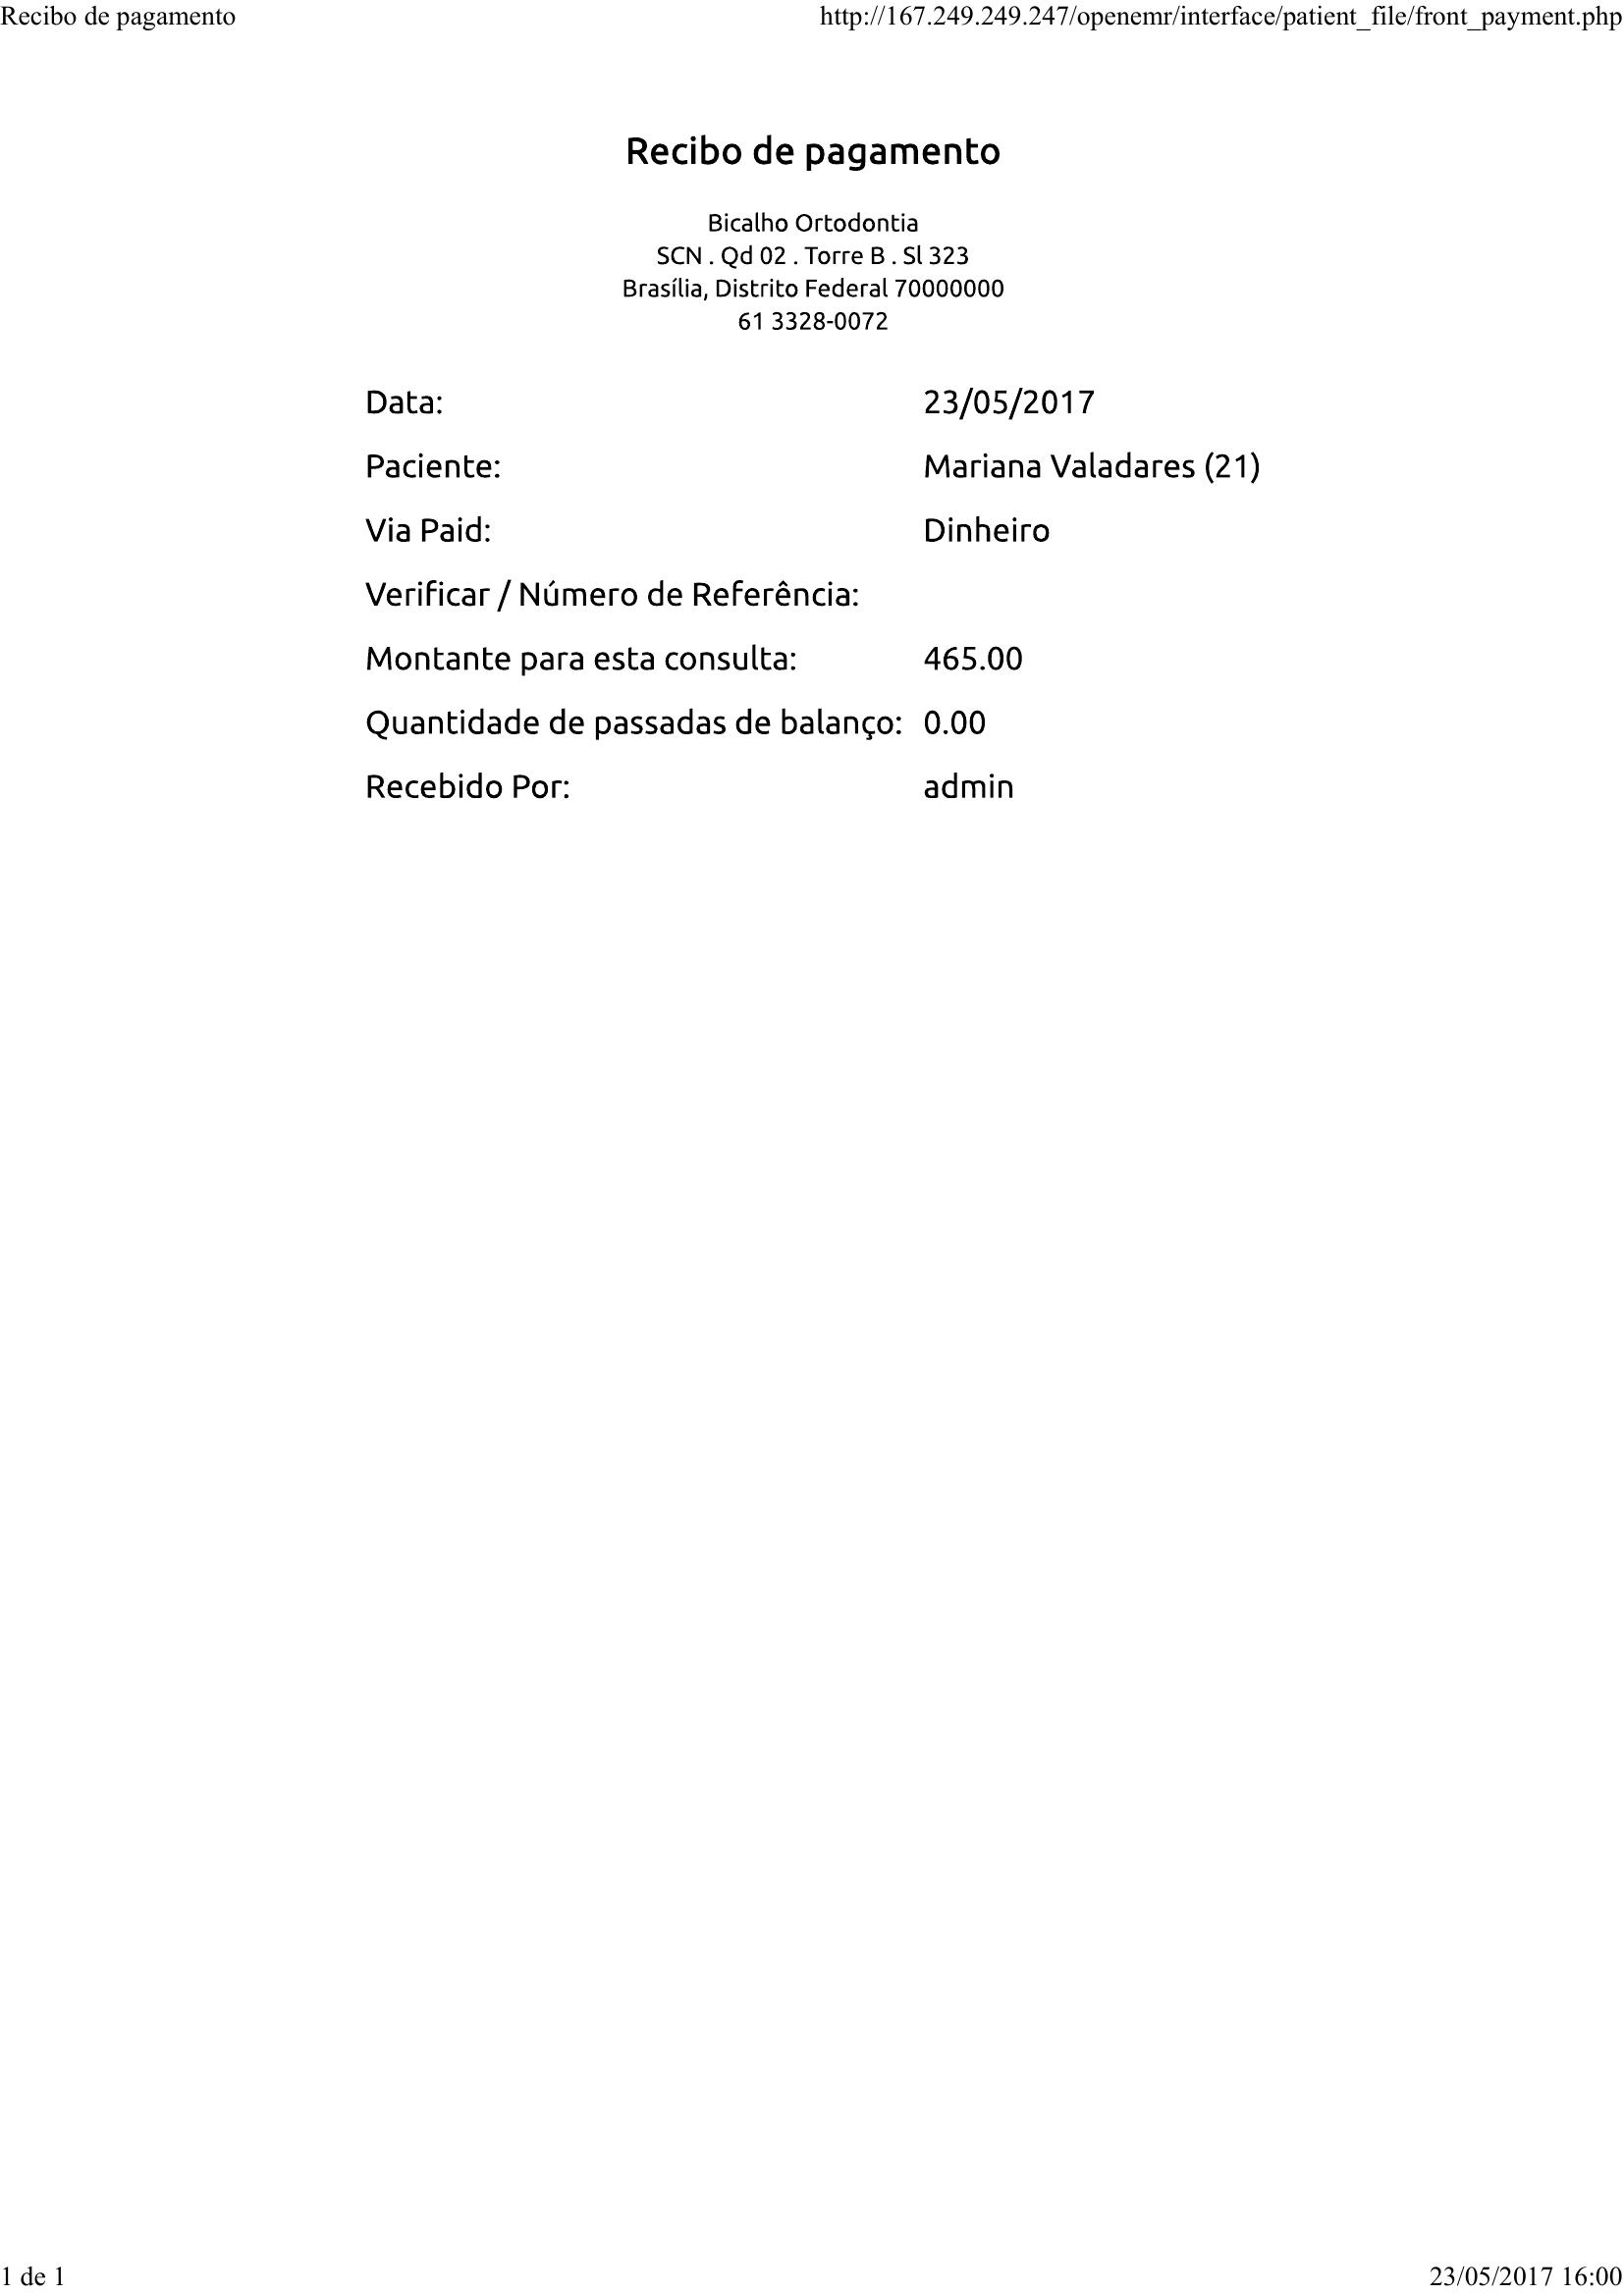 Recibo de pagamento http://167.249.249.247/openemr/interface/patient_file/front_payment.php
Recibo de pagamento
Bicalho Ortodontia
SCN . Qd 02 . Torre B . Sl 323
Brasília, Distrito Federal 70000000
61 3328-0072
Data: 23/05/2017
Paciente: Mariana Valadares (21)
Via Paid: Dinheiro
Verificar / Número de Referência:
Montante para esta consulta: 465.00
Quantidade de passadas de balanço: 0.00
Recebido Por: admin
1 de 1 23/05/2017 16:00